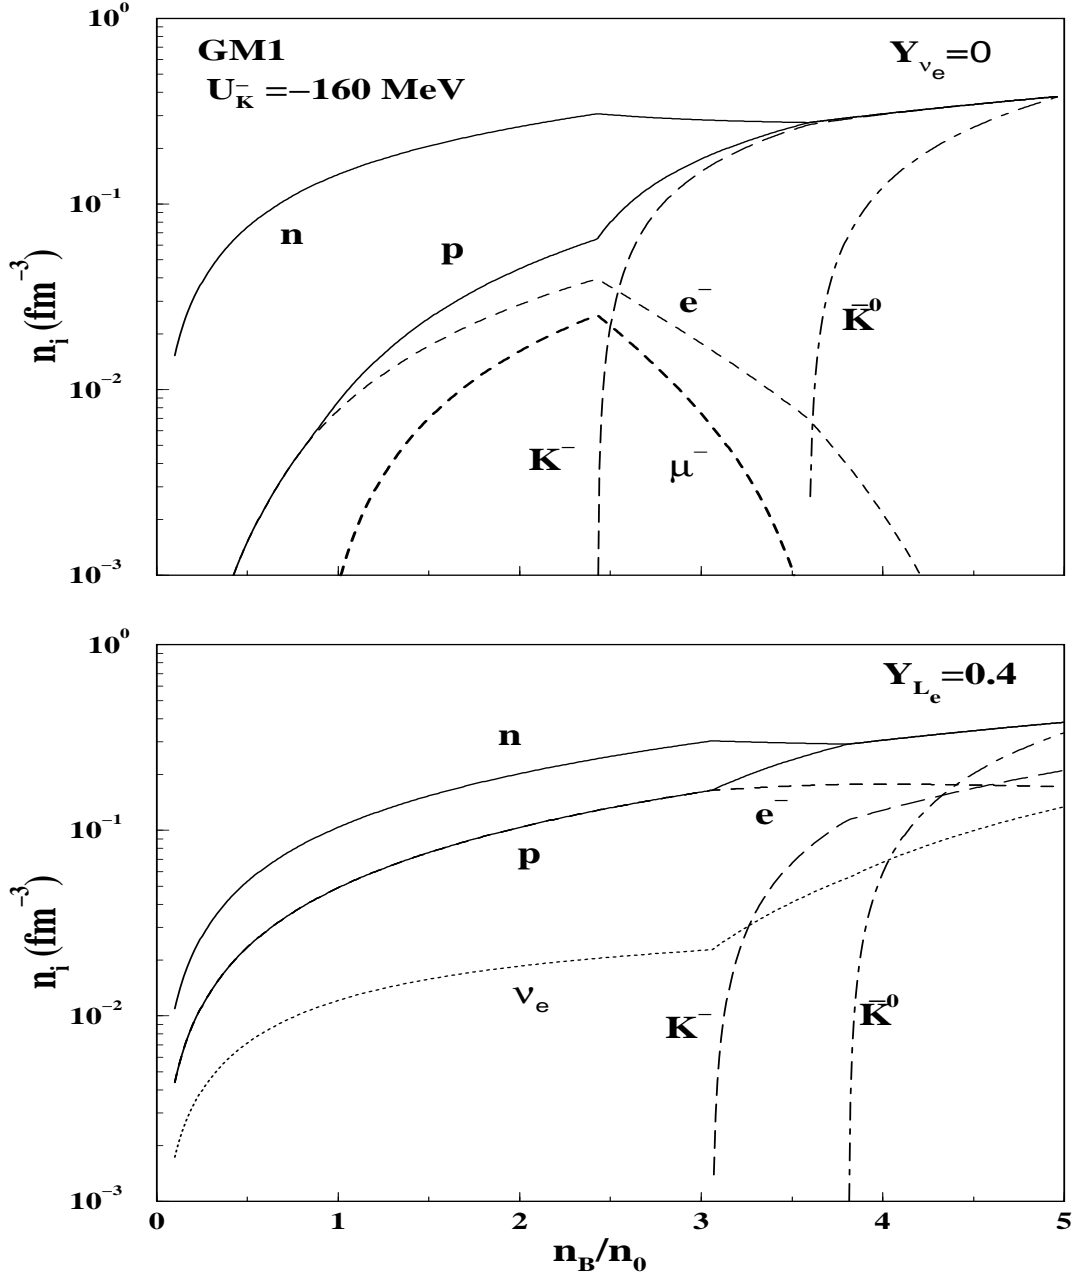 10⁰
GM1
U_K̄ =−160 MeV
Y_νₑ=0
10⁻¹
n
p
e⁻
K̄⁰
n_i (fm⁻³)
10⁻²
K⁻
μ⁻
10⁻³
10⁰
Y_Lₑ=0.4
n
10⁻¹
e⁻
p
n_i (fm⁻³)
10⁻²
νₑ
K⁻
K̄⁰
10⁻³
0 1 2 3 4 5
n_B/n₀